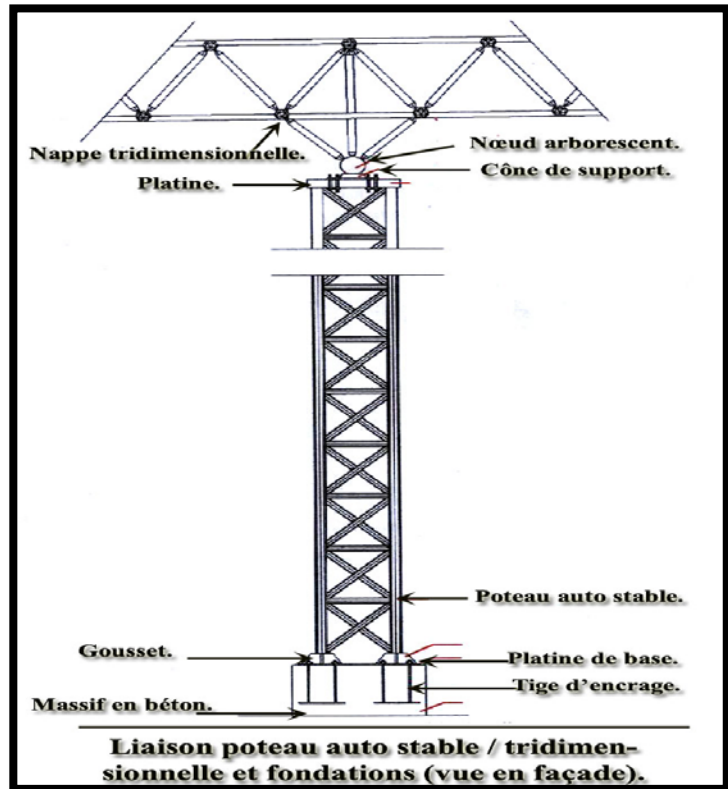 Nappe tridimensionnelle.
Nœud arborescent.
Cône de support.
Platine.
Poteau auto stable.
Gousset.
Platine de base.
Tige d'encrage.
Massif en béton.
Liaison poteau auto stable / tridimen-
sionnelle et fondations (vue en façade).